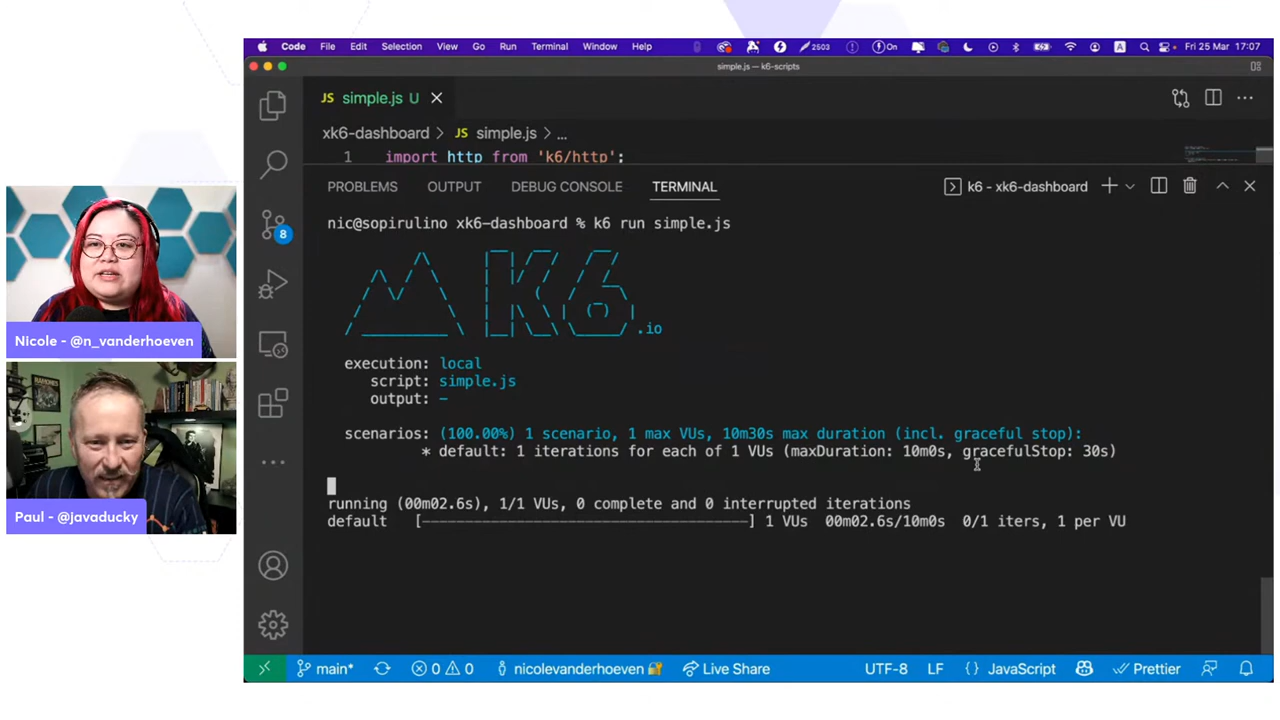 Code File Edit Selection View Go Run Terminal Window Help 2503 On A Fri 25 Mar 17:07
simple.js — k6-scripts
JS simple.js U
xk6-dashboard > JS simple.js > ...
1 import http from 'k6/http';
PROBLEMS OUTPUT DEBUG CONSOLE TERMINAL k6 - xk6-dashboard
nic@sopirulino xk6-dashboard % k6 run simple.js
K6
.io
execution: local
script: simple.js
output: -
scenarios: (100.00%) 1 scenario, 1 max VUs, 10m30s max duration (incl. graceful stop):
* default: 1 iterations for each of 1 VUs (maxDuration: 10m0s, gracefulStop: 30s)
running (00m02.6s), 1/1 VUs, 0 complete and 0 interrupted iterations
default [--------------------------------------] 1 VUs 00m02.6s/10m0s 0/1 iters, 1 per VU
8
Nicole - @n_vanderhoeven
RAMONES
Paul - @javaducky
main* 0 0 nicolevanderhoeven Live Share UTF-8 LF {} JavaScript Prettier